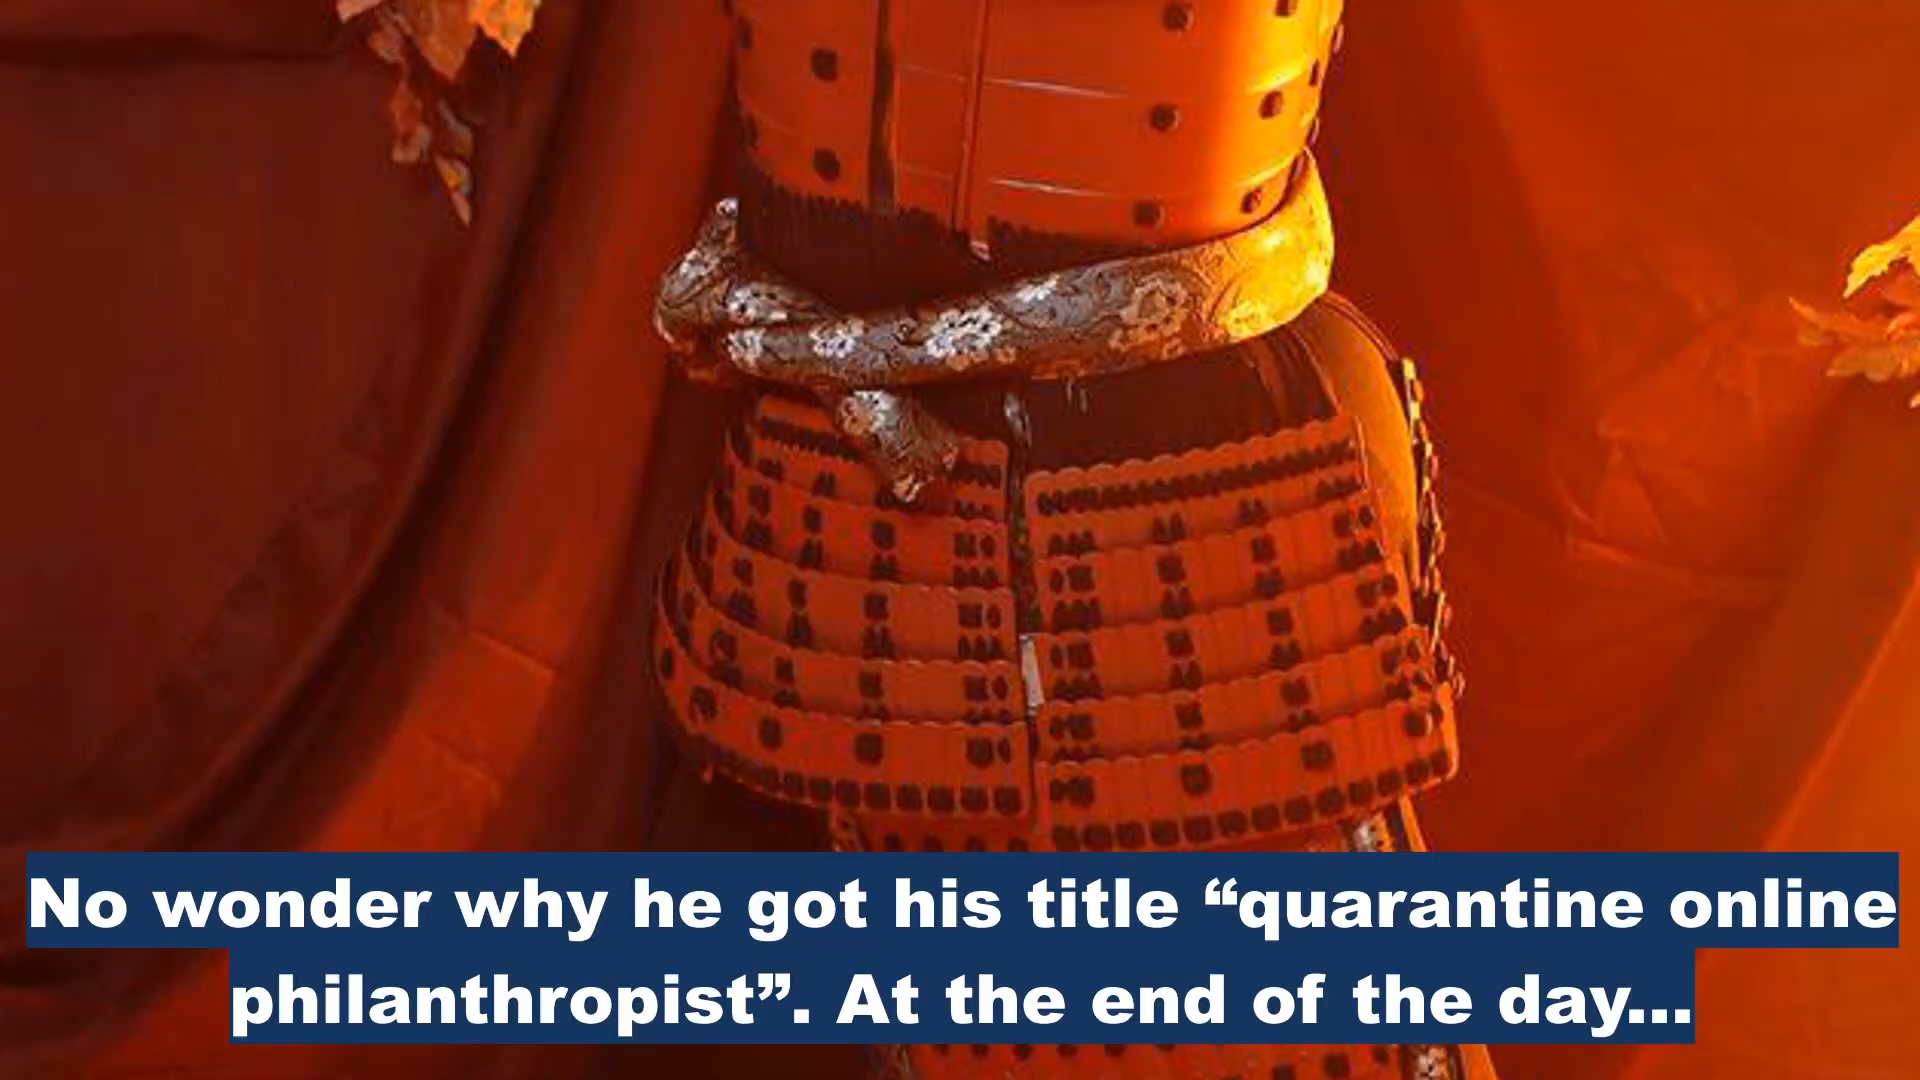 No wonder why he got his title “quarantine online
philanthropist”. At the end of the day...